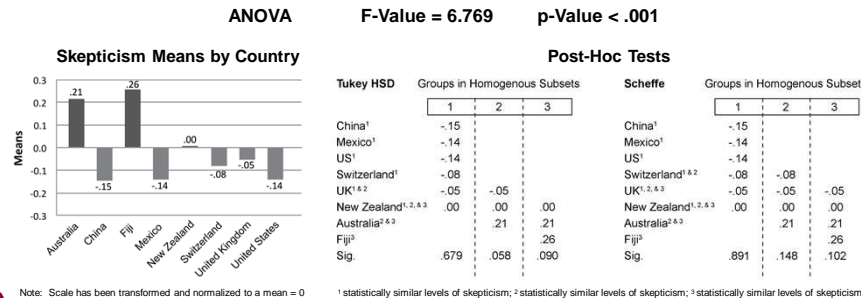 ANOVA F-Value = 6.769 p-Value < .001
Skepticism Means by Country
0.3
0.2
0.1
0.0
-0.1
-0.2
-0.3
Means
.21
-.15
.26
-.14
.00
-.08
-.05
-.14
Australia
China
Fiji
Mexico
New Zealand
Switzerland
United Kingdom
United States
Note: Scale has been transformed and normalized to a mean = 0
Post-Hoc Tests
Tukey HSD Groups in Homogenous Subsets
1 2 3
China¹ -.15
Mexico¹ -.14
US¹ -.14
Switzerland¹ -.08
UK¹ ² -.05 -.05
New Zealand¹, ², & ³ .00 .00 .00
Australia² & ³ .21 .21
Fiji³ .26
Sig. .679 .058 .090
Scheffe Groups in Homogenous Subsets
1 2 3
China¹ -.15
Mexico¹ -.14
US¹ -.14
Switzerland¹ & ² -.08 -.08
UK¹, ², & ³ -.05 -.05 -.05
New Zealand¹, ², & ³ .00 .00 .00
Australia² & ³ .21 .21
Fiji³ .26
Sig. .891 .148 .102
¹ statistically similar levels of skepticism; ² statistically similar levels of skepticism; ³ statistically similar levels of skepticism